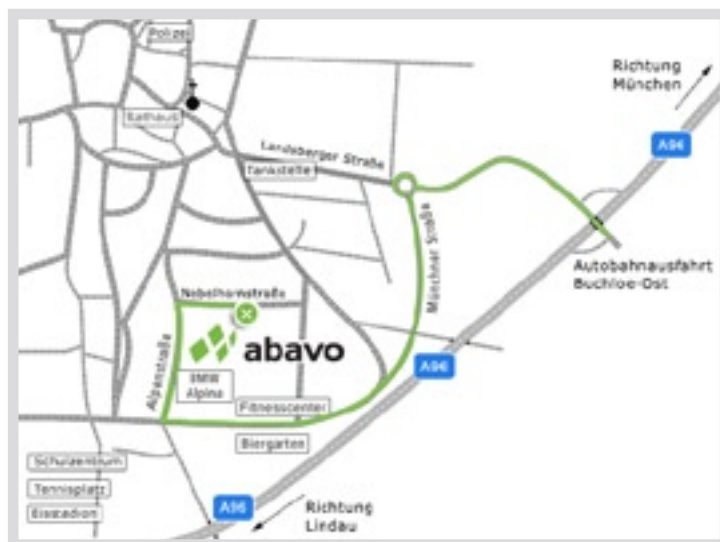 Polizei
Richtung
München
A96
Rathaus
Landsberger Straße
Tankstelle
Münchner Straße
Autobahnausfahrt
Buchloe-Ost
Nebelhornstraße
abavo
Alpenstraße
BMW
Alpina
A96
Fitnesscenter
Biergarten
Schulzentrum
Tennisplatz
Eisstadion
A96
Richtung
Lindau